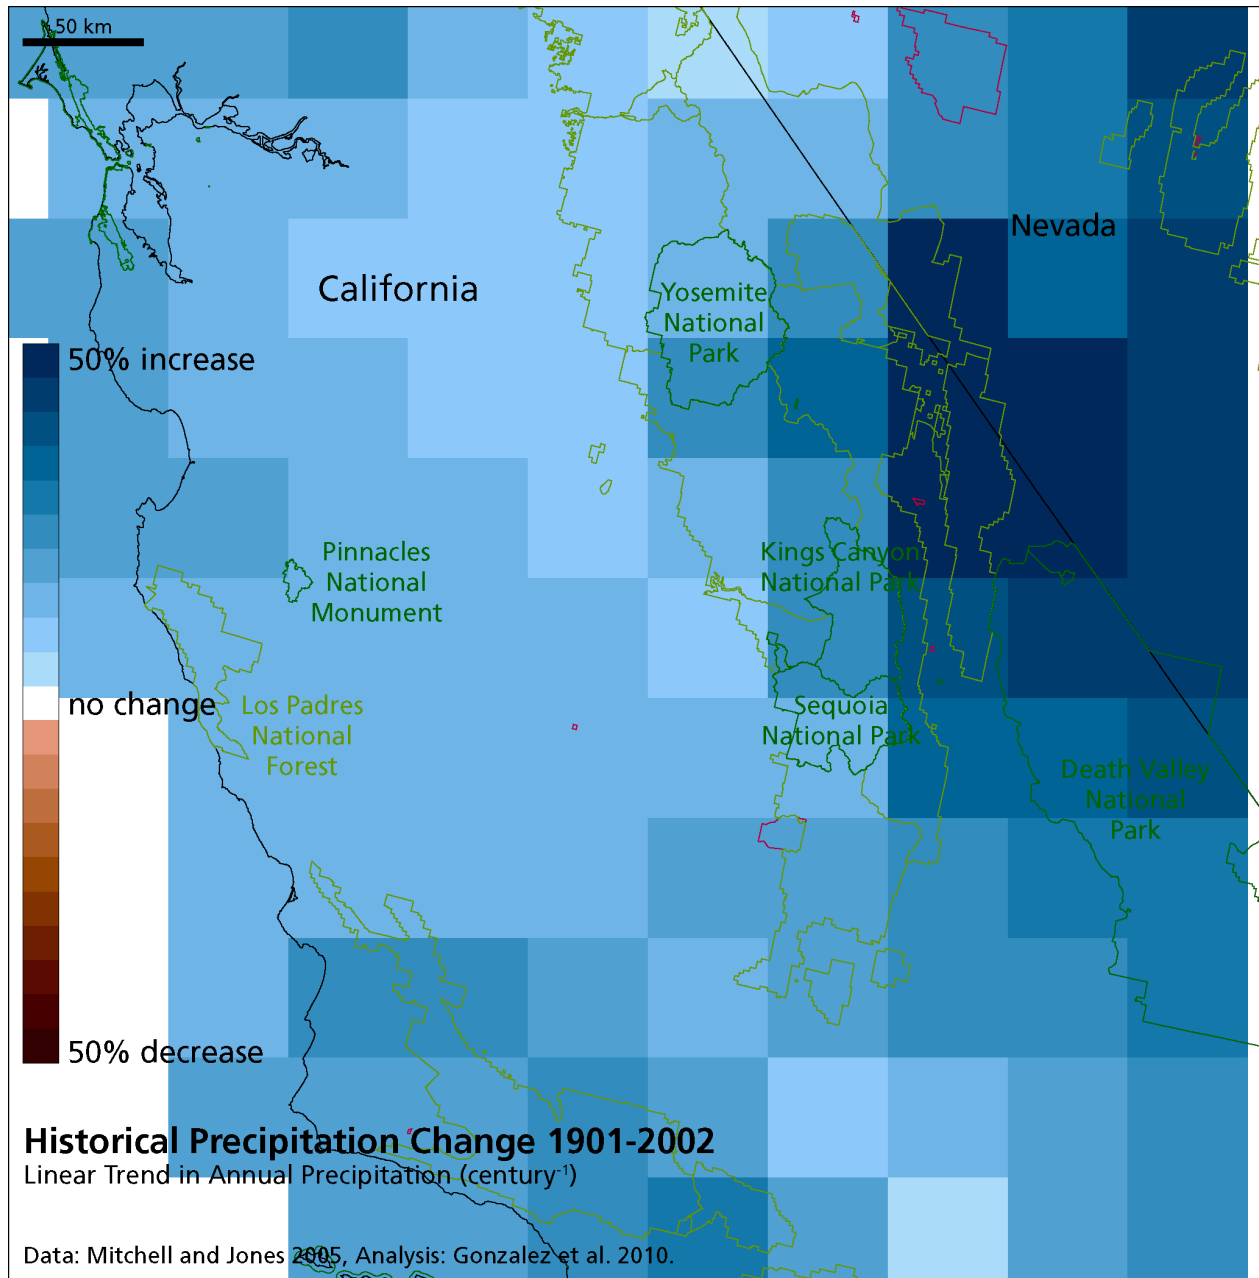 50 km
Nevada
California
Yosemite
National
Park
50% increase
Pinnacles
National
Monument
Kings Canyon
National Park
no change
Los Padres
National
Forest
Sequoia
National Park
Death Valley
National
Park
50% decrease
Historical Precipitation Change 1901-2002
Linear Trend in Annual Precipitation (century⁻¹)
Data: Mitchell and Jones 2005, Analysis: Gonzalez et al. 2010.